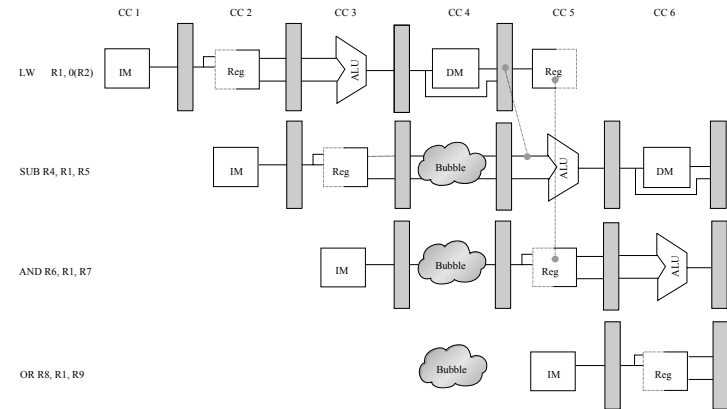 CC 1 CC 2 CC 3 CC 4 CC 5 CC 6
LW R1, 0(R2) IM Reg ALU DM Reg
SUB R4, R1, R5 IM Reg Bubble ALU DM
AND R6, R1, R7 IM Bubble Reg ALU
OR R8, R1, R9 Bubble IM Reg